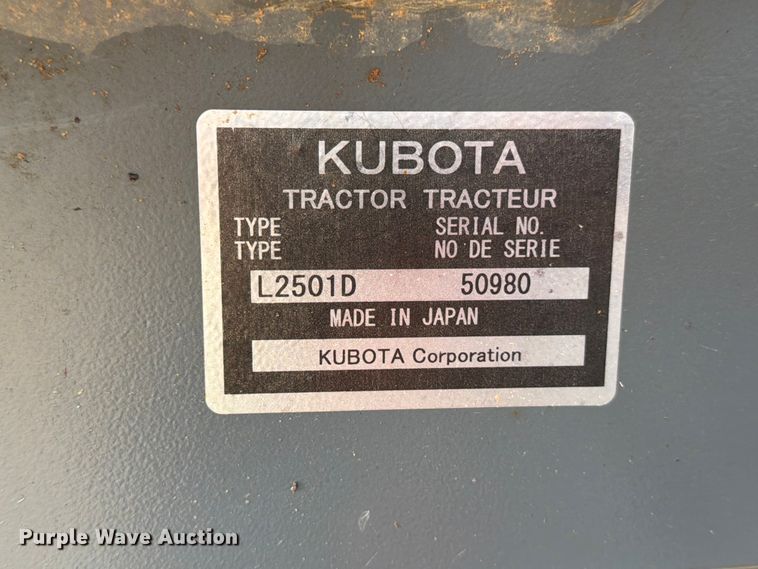 KUBOTA
TRACTOR TRACTEUR
TYPE SERIAL NO.
TYPE NO DE SERIE
L2501D 50980
MADE IN JAPAN
KUBOTA Corporation
Purple Wave Auction